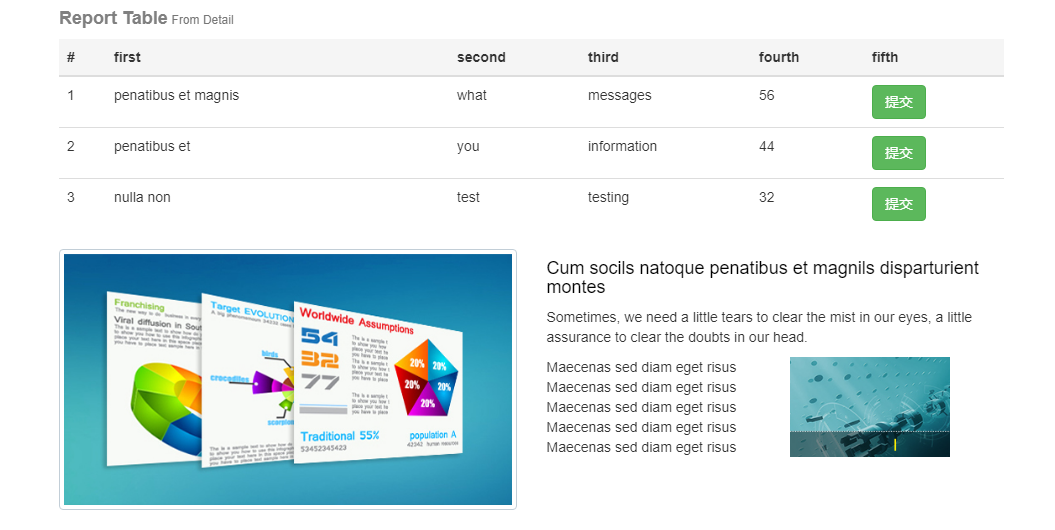 Report Table From Detail
# first second third fourth fifth
1 penatibus et magnis what messages 56 提交
2 penatibus et you information 44 提交
3 nulla non test testing 32 提交
Franchising
Viral diffusion in Sout
Target EVOLUTION
birds
crocodiles
scorpion
Worldwide Assumptions
54
32
77
20%
20%
20%
20%
20%
Traditional 55%
53452345423
population A
42342 human resources
Cum socils natoque penatibus et magnils disparturient
montes
Sometimes, we need a little tears to clear the mist in our eyes, a little
assurance to clear the doubts in our head.
Maecenas sed diam eget risus
Maecenas sed diam eget risus
Maecenas sed diam eget risus
Maecenas sed diam eget risus
Maecenas sed diam eget risus